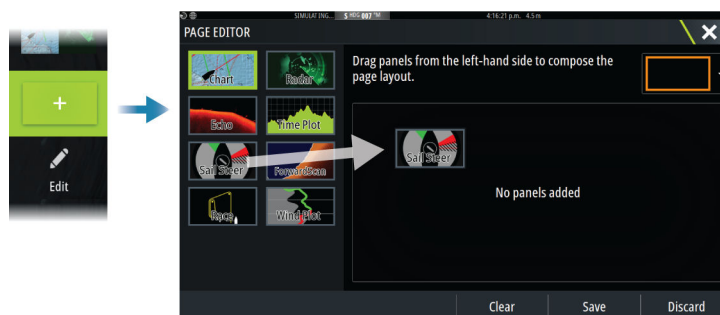 +
Edit
SIMULATING... S HDG 007 °M 4:16:21 p.m. 4.5 m
PAGE EDITOR
Chart
Radar
Echo
Time Plot
Sail Steer
ForwardScan
Race
Wind Plot
Drag panels from the left-hand side to compose the
page layout.
Sail Steer
No panels added
Clear Save Discard